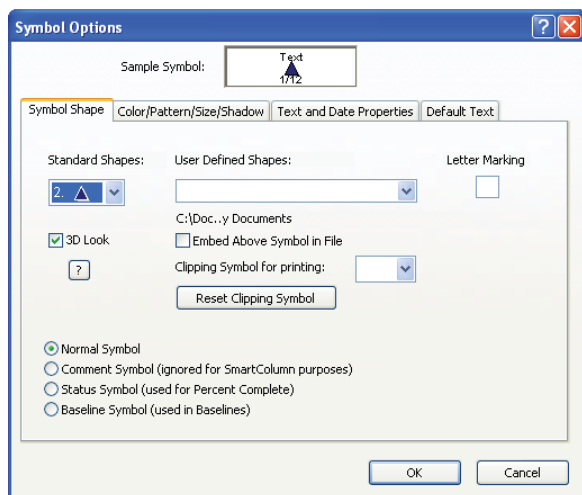 Symbol Options
Sample Symbol:
Text
1/12
Symbol Shape Color/Pattern/Size/Shadow Text and Date Properties Default Text
Standard Shapes: User Defined Shapes: Letter Marking
2.
C:\Doc..y Documents
3D Look Embed Above Symbol in File
? Clipping Symbol for printing:
Reset Clipping Symbol
Normal Symbol
Comment Symbol (ignored for SmartColumn purposes)
Status Symbol (used for Percent Complete)
Baseline Symbol (used in Baselines)
OK Cancel